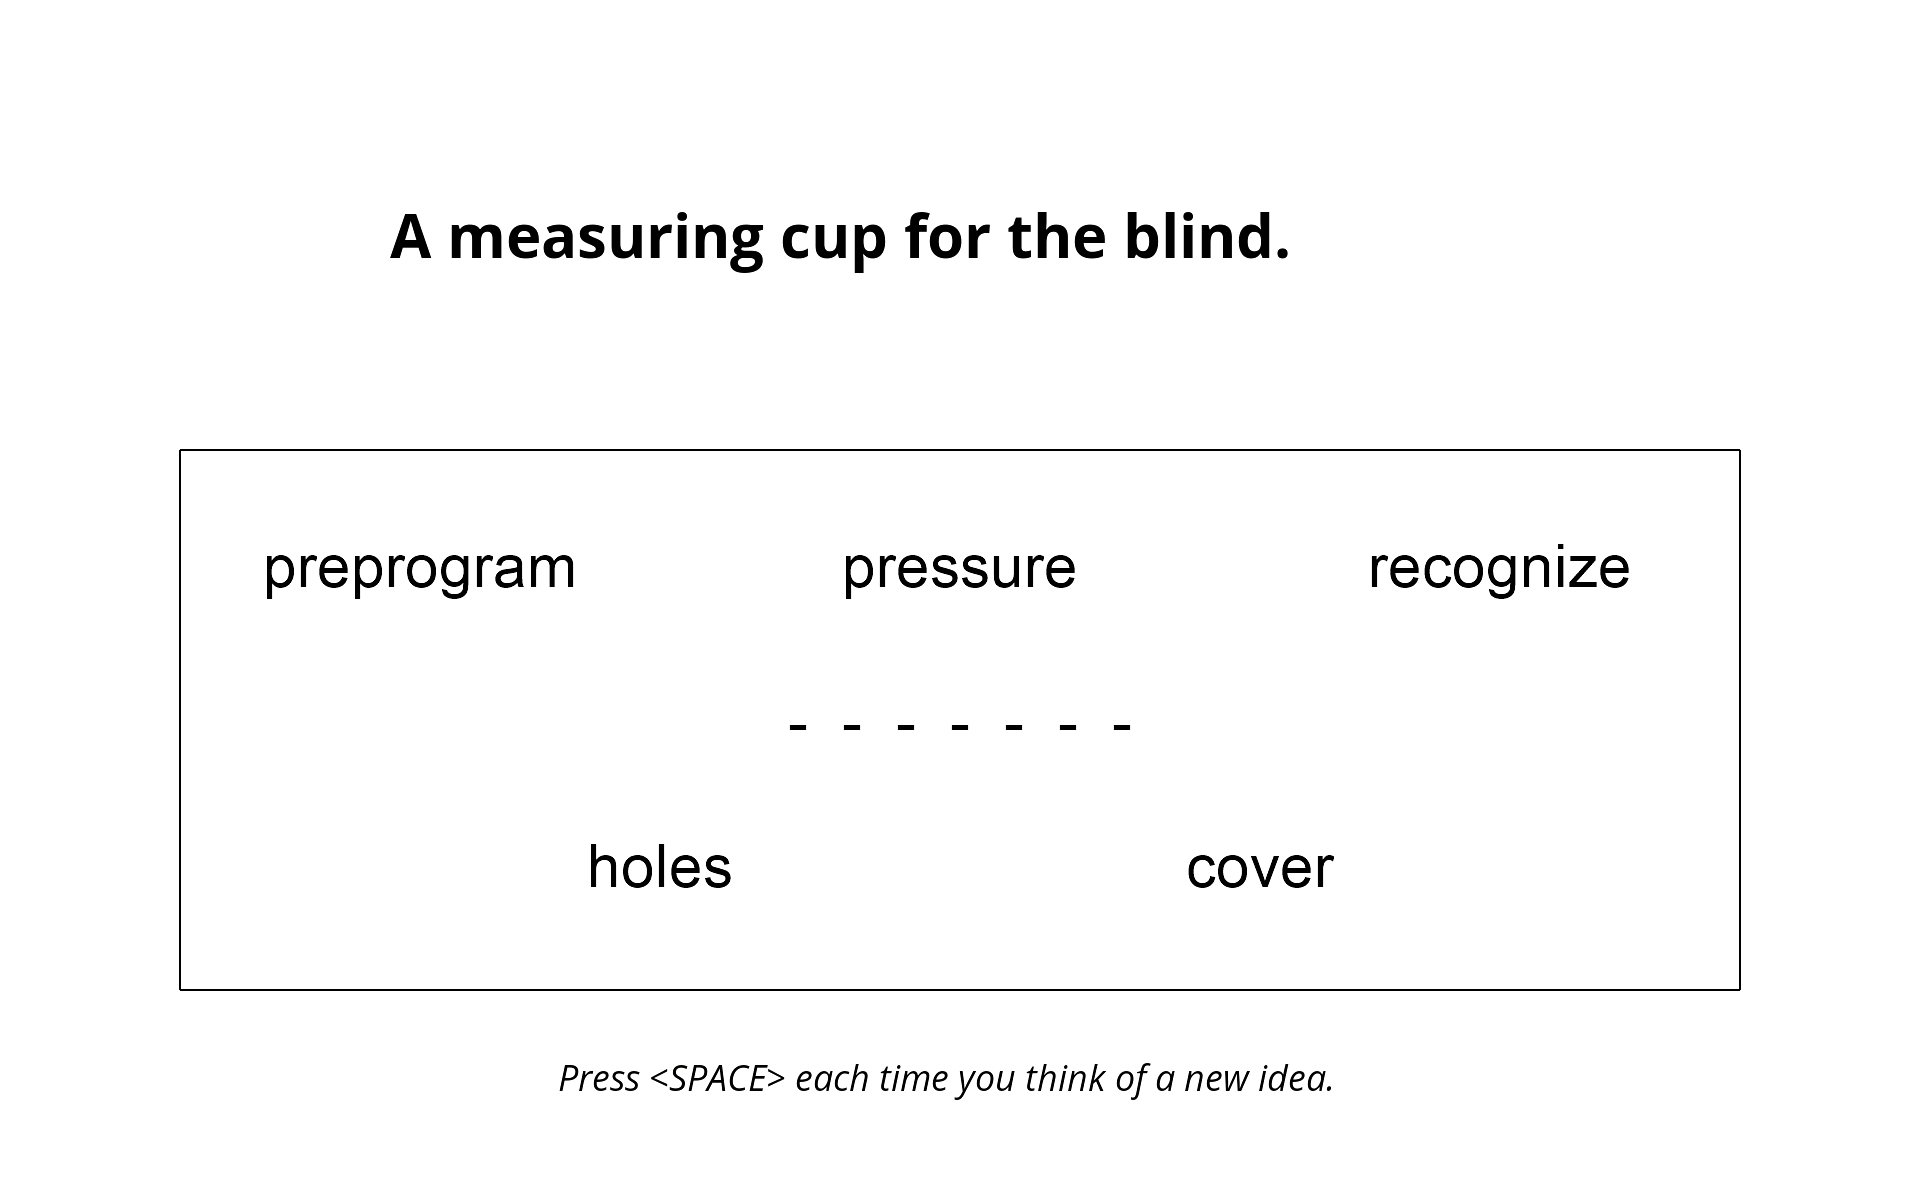 A measuring cup for the blind.
preprogram pressure recognize
- - - - - - -
holes cover
Press <SPACE> each time you think of a new idea.